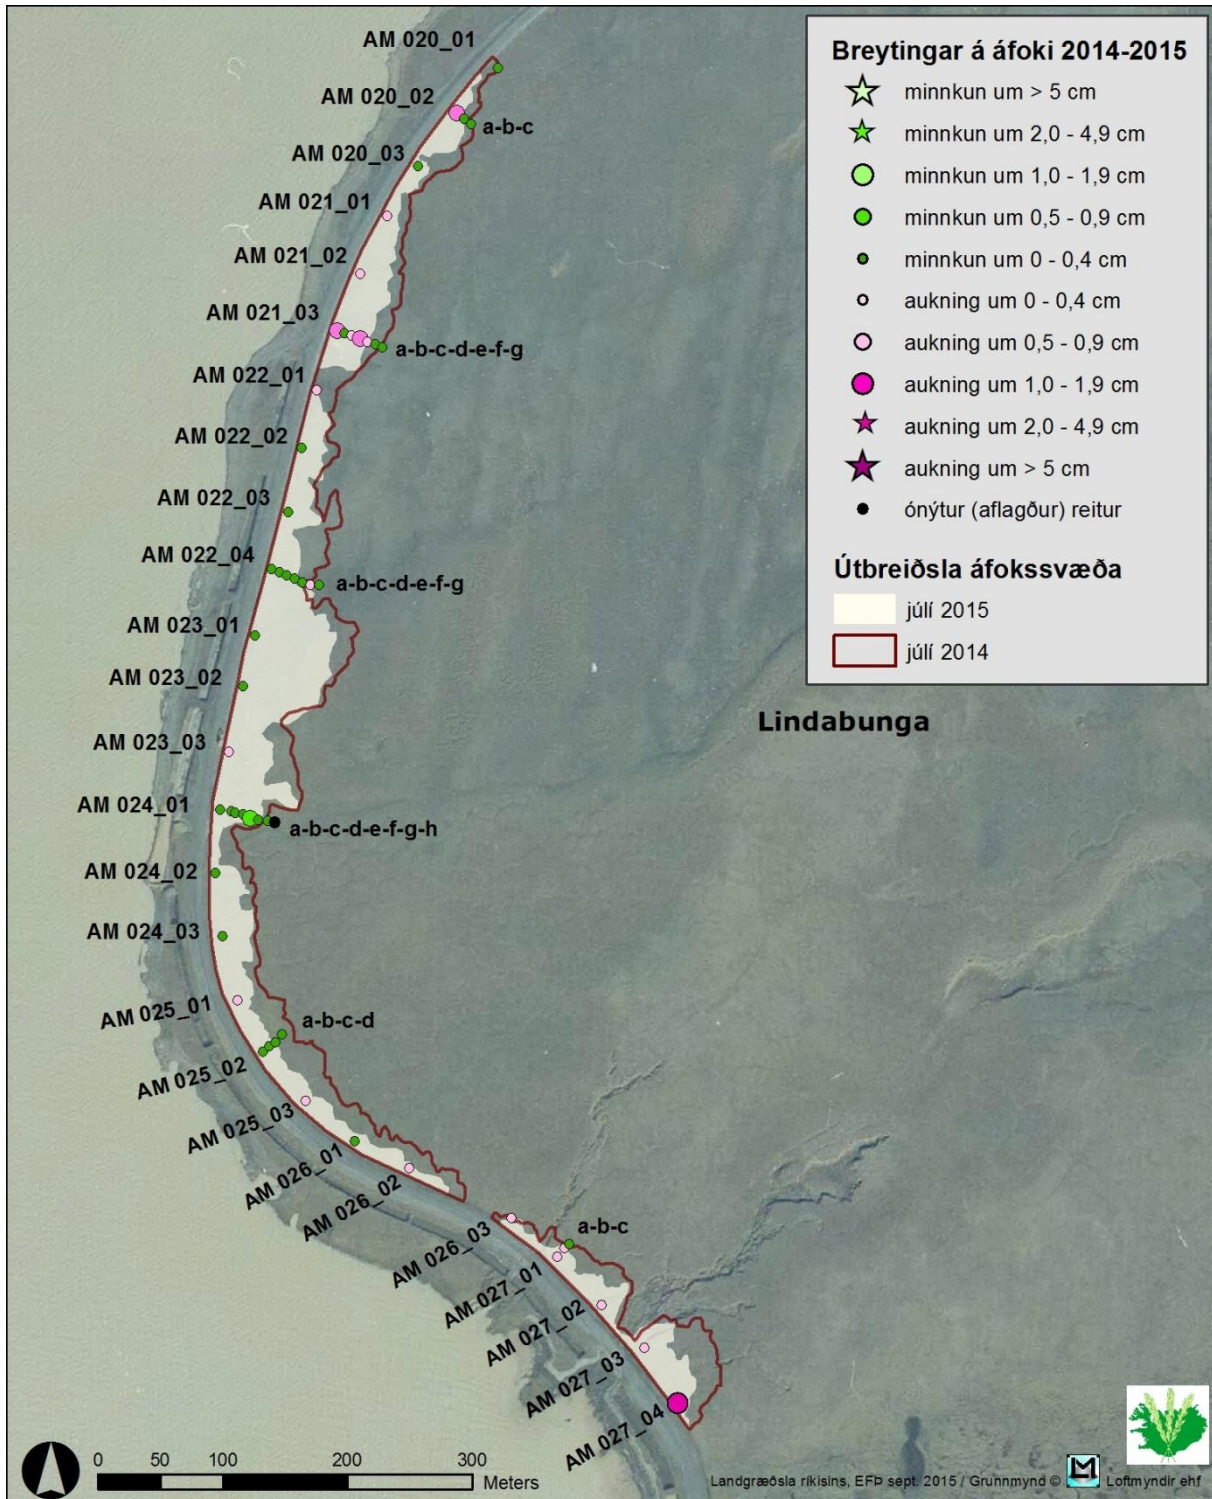 AM 020_01
AM 020_02
a-b-c
AM 020_03
AM 021_01
AM 021_02
AM 021_03
a-b-c-d-e-f-g
AM 022_01
AM 022_02
AM 022_03
AM 022_04
a-b-c-d-e-f-g
AM 023_01
AM 023_02
AM 023_03
AM 024_01
a-b-c-d-e-f-g-h
AM 024_02
AM 024_03
AM 025_01
a-b-c-d
AM 025_02
AM 025_03
AM 026_01
AM 026_02
AM 026_03
a-b-c
AM 027_01
AM 027_02
AM 027_03
AM 027_04
Lindabunga
Breytingar á áfoki 2014-2015
minnkun um > 5 cm
minnkun um 2,0 - 4,9 cm
minnkun um 1,0 - 1,9 cm
minnkun um 0,5 - 0,9 cm
minnkun um 0 - 0,4 cm
aukning um 0 - 0,4 cm
aukning um 0,5 - 0,9 cm
aukning um 1,0 - 1,9 cm
aukning um 2,0 - 4,9 cm
aukning um > 5 cm
ónýtur (aflagður) reitur
Útbreiðsla áfokssvæða
júlí 2015
júlí 2014
0 50 100 200 300
Meters
Landgræðsla ríkisins, EFÞ sept. 2015 / Grunnmynd © LM Loftmyndir ehf